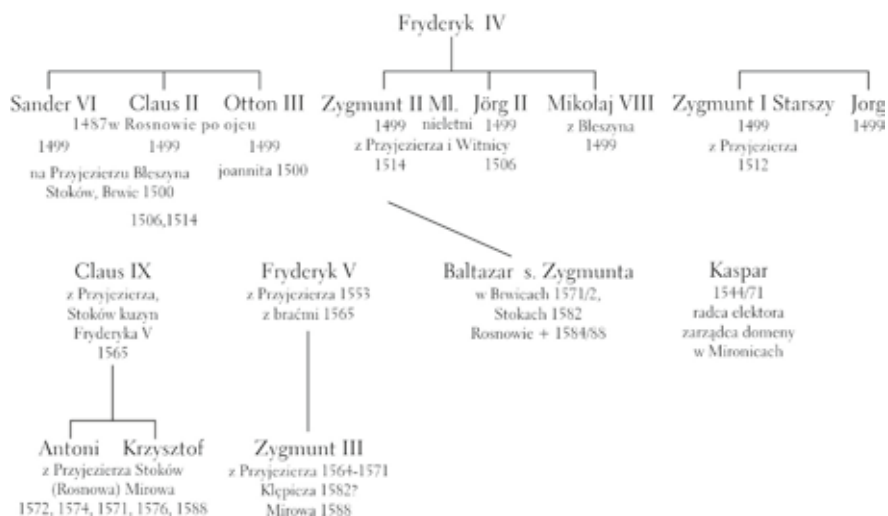 Fryderyk IV
Sander VI Claus II Otton III Zygmunt II Mł. Jörg II Mikołaj VIII Zygmunt I Starszy Jorg
1487w Rosnowie po ojcu nieletni z Bleszyna
1499 1499 1499 1499 1499 1499 1499 1499
na Przyjezierzu Bleszyna joannita 1500 z Przyjezierza i Witnicy z Przyjezierza
Stoków, Brwic 1500 1514 1506 1512
1506,1514
Claus IX Fryderyk V Baltazar s. Zygmunta Kaspar
z Przyjezierza, z Przyjezierza 1553 w Brwicach 1571/2, 1544/71
Stoków kuzyn z braćmi 1565 Stokach 1582 radca elektora
Fryderyka V Rosnowie + 1584/88 zarządca domeny
1565 w Mironicach
Antoni Krzysztof Zygmunt III
z Przyjezierza Stoków z Przyjezierza 1564-1571
(Rosnowa) Mirowa Klępicza 1582?
1572, 1574, 1571, 1576, 1588 Mirowa 1588